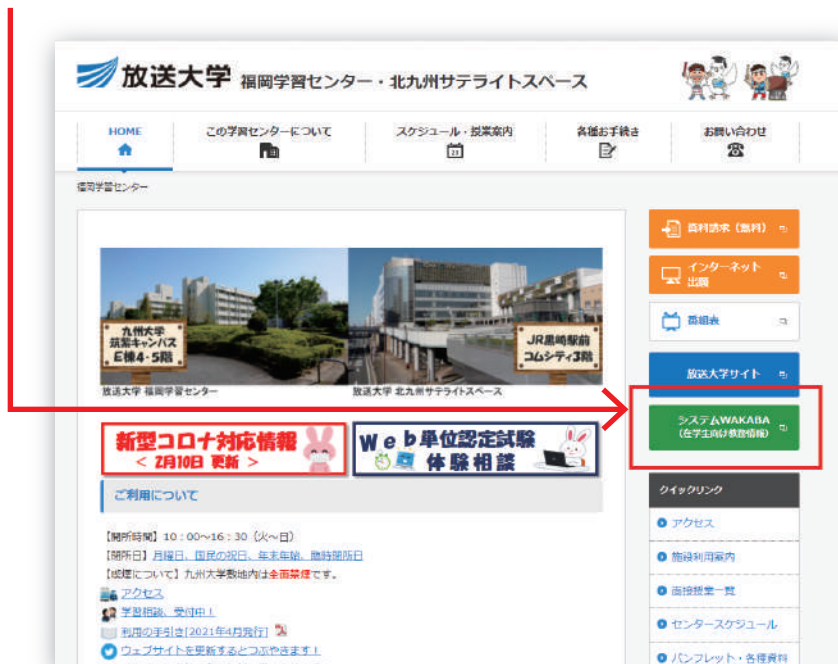 放送大学 福岡学習センター・北九州サテライトスペース
HOME
この学習センターについて
スケジュール・授業案内
各種お手続き
お問い合わせ
23
福岡学習センター
資料請求(無料)
インターネット
出願
番組表
放送大学サイト
システムWAKABA
(在学生向け教務情報)
九州大学
筑紫キャンパス
E棟4・5階
JR黒崎駅前
コムシティ3階
放送大学 福岡学習センター
放送大学 北九州サテライトスペース
新型コロナ対応情報
< 2月10日 更新 >
Web単位認定試験
体験相談
ご利用について
【開所時間】10:00~16:30(火~日)
【閉所日】月曜日、国民の祝日、年末年始、臨時閉所日
【喫煙について】九州大学敷地内は全面禁煙です。
アクセス
学習相談、受付中!
利用の手引き[2021年4月発行]
ウェブサイトを更新するとつぶやきます!
クイックリンク
アクセス
施設利用案内
面接授業一覧
センタースケジュール
パンフレット・各種資料